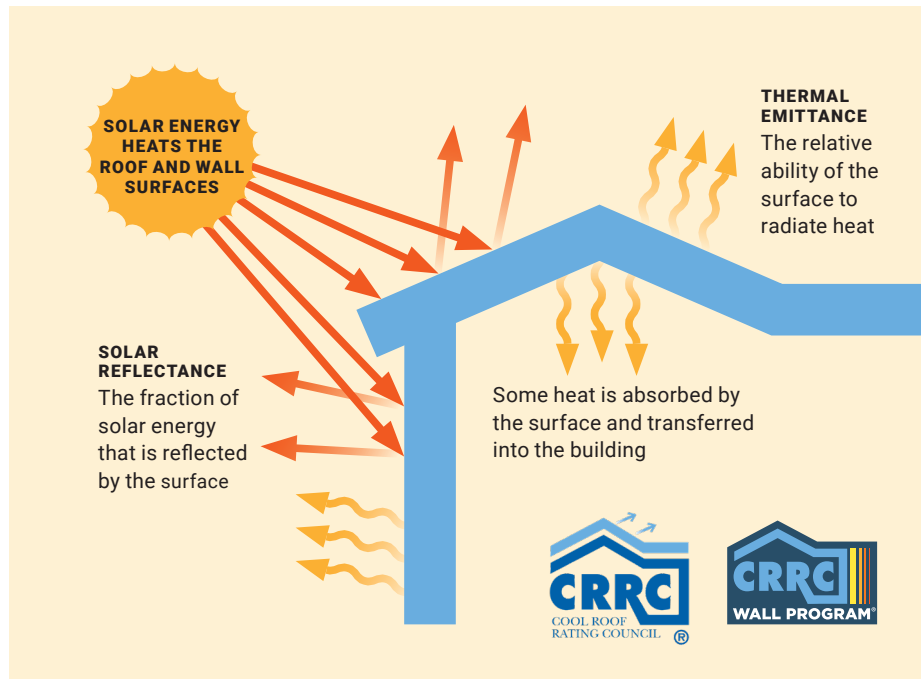 SOLAR ENERGY
HEATS THE
ROOF AND WALL
SURFACES
THERMAL
EMITTANCE
The relative
ability of the
surface to
radiate heat
SOLAR
REFLECTANCE
The fraction of
solar energy
that is reflected
by the surface
Some heat is absorbed by
the surface and transferred
into the building
CRRC
COOL ROOF
RATING COUNCIL ®
CRRC
WALL PROGRAM®